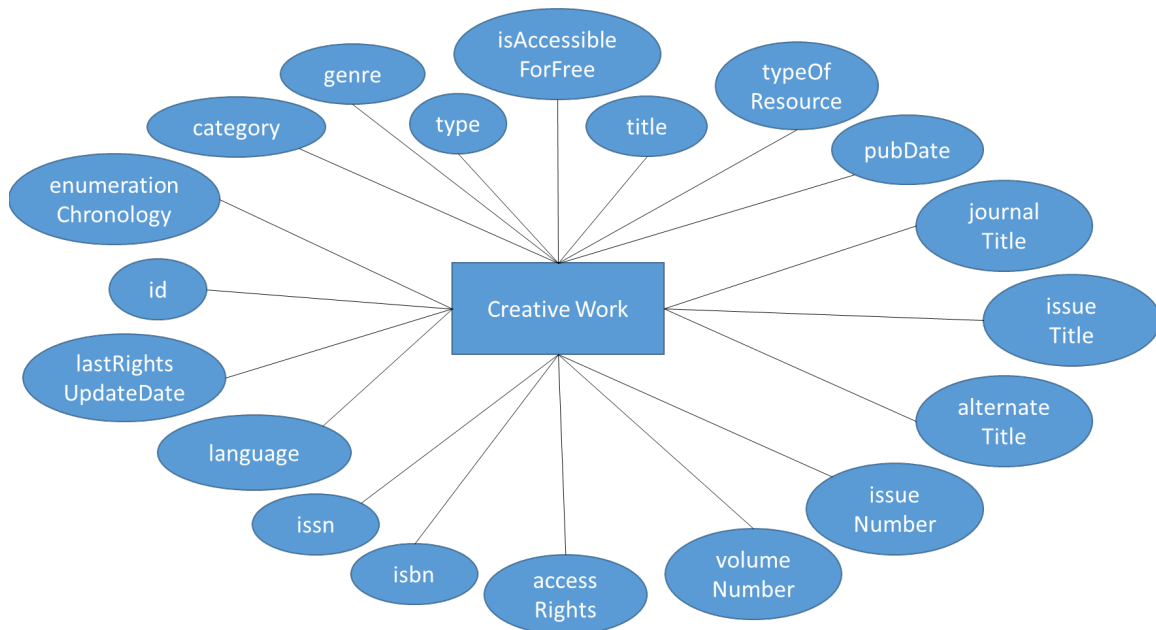 isAccessible
ForFree
genre
typeOf
Resource
category
type
title
pubDate
enumeration
Chronology
journal
Title
id
Creative Work
issue
Title
lastRights
UpdateDate
alternate
Title
language
issue
Number
issn
isbn
access
Rights
volume
Number